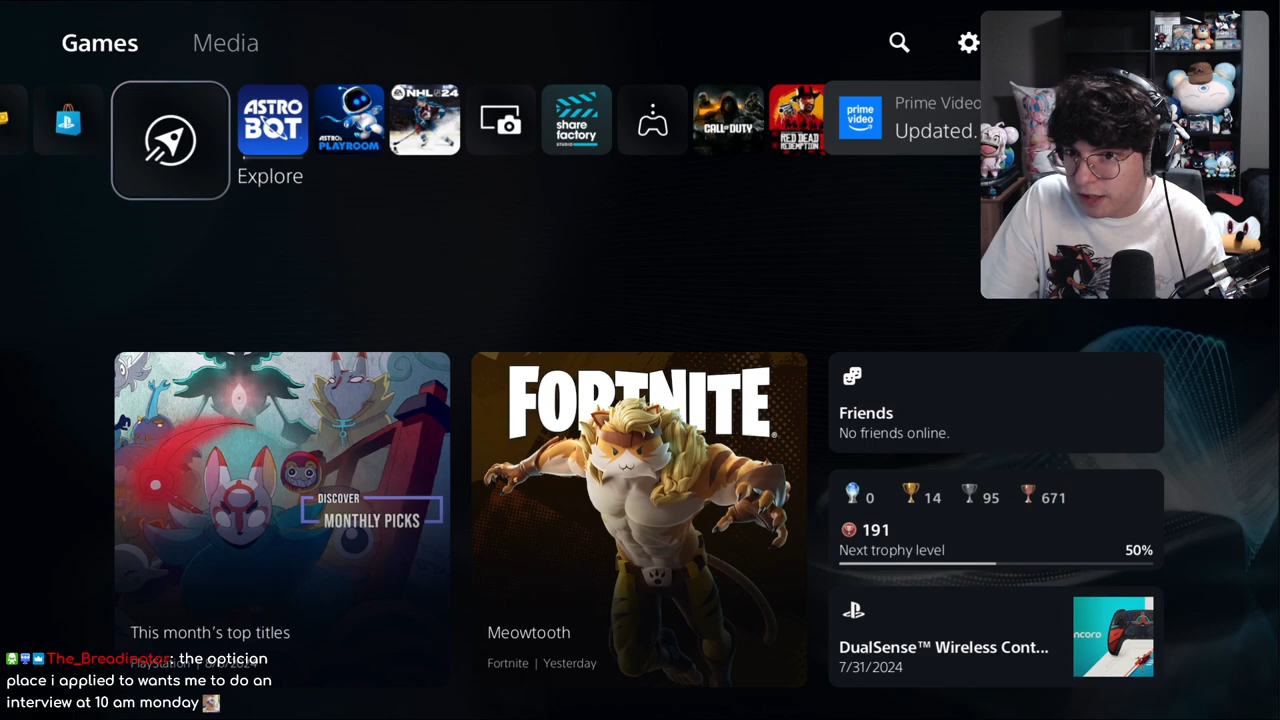 Games
Media
ASTRO
BOT
ASTRO's
PLAYROOM
EA SPORTS NHL 24
share
factory
STUDIO
CALL OF DUTY
RED DEAD
REDEMPTION
prime
video
Prime Video
Updated.
Explore
DISCOVER
MONTHLY PICKS
This month's top titles
FORTNITE
Meowtooth
Fortnite | Yesterday
Friends
No friends online.
0 14 95 671
191
Next trophy level 50%
DualSense™ Wireless Cont...
7/31/2024
ncoro
The_Breadinator: the optician
place i applied to wants me to do an
interview at 10 am monday